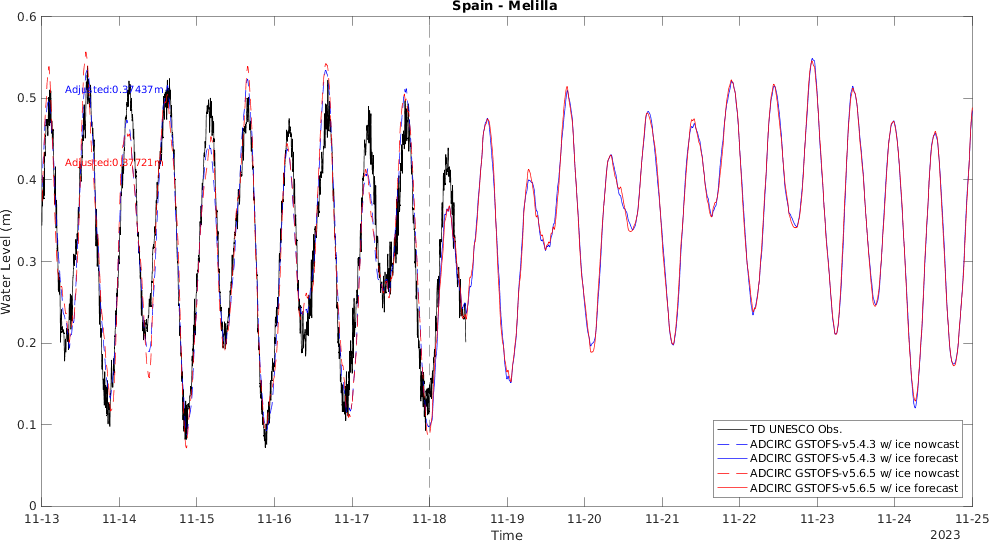 Spain - Melilla
Water Level (m)
0.6
0.5
0.4
0.3
0.2
0.1
0
Adjusted:0.37437m
Adjusted:0.37721m
TD UNESCO Obs.
ADCIRC GSTOFS-v5.4.3 w/ ice nowcast
ADCIRC GSTOFS-v5.4.3 w/ ice forecast
ADCIRC GSTOFS-v5.6.5 w/ ice nowcast
ADCIRC GSTOFS-v5.6.5 w/ ice forecast
11-13 11-14 11-15 11-16 11-17 11-18 11-19 11-20 11-21 11-22 11-23 11-24 11-25
Time
2023